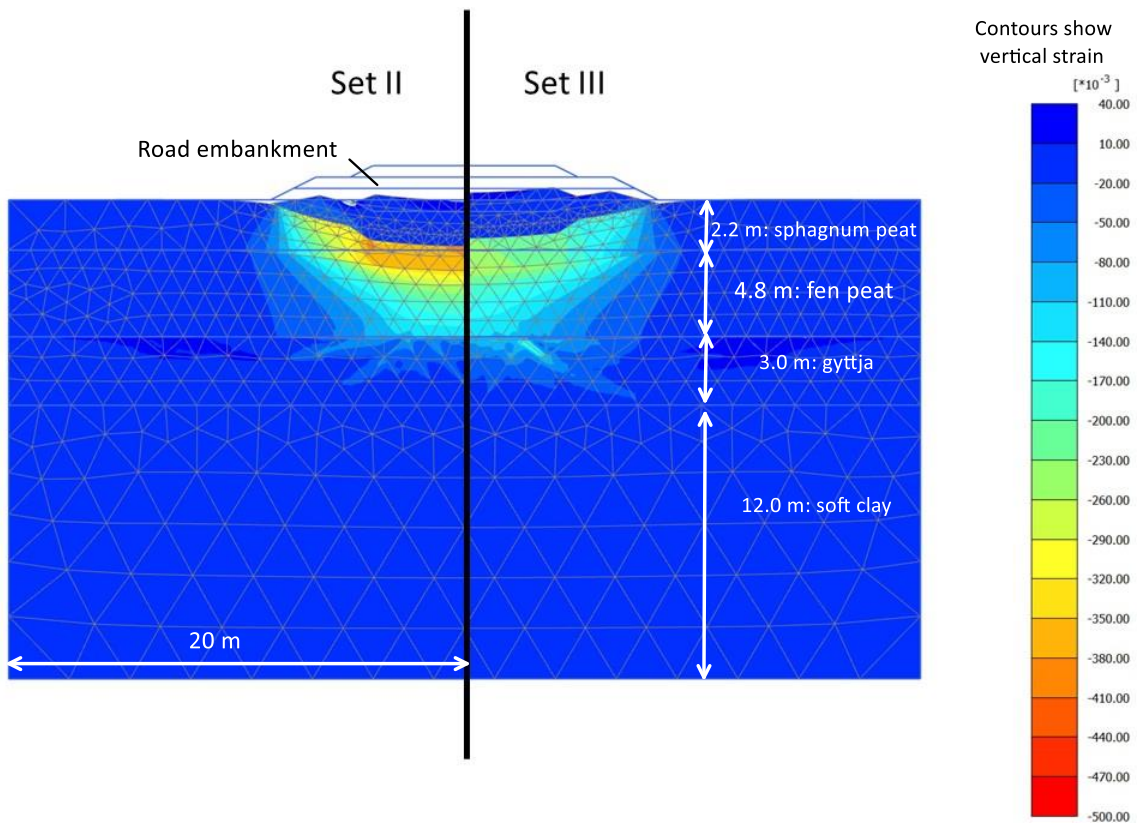 Contours show
vertical strain
[*10⁻³ ]
Set II
Set III
Road embankment
2.2 m: sphagnum peat
4.8 m: fen peat
3.0 m: gyttja
12.0 m: soft clay
20 m
40.00
10.00
-20.00
-50.00
-80.00
-110.00
-140.00
-170.00
-200.00
-230.00
-260.00
-290.00
-320.00
-350.00
-380.00
-410.00
-440.00
-470.00
-500.00